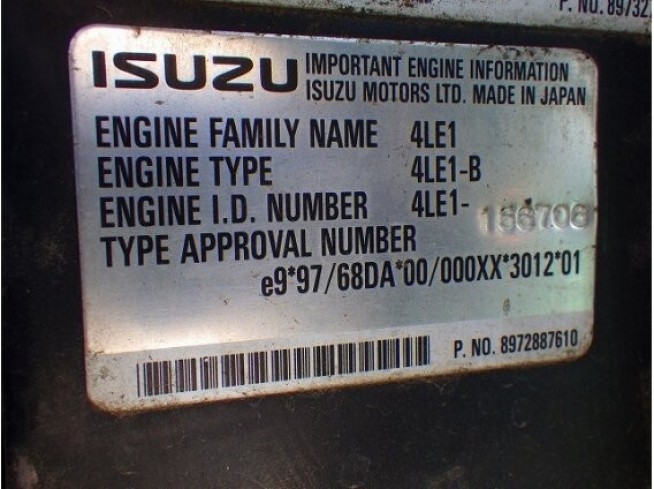 P. NO. 89732
ISUZU IMPORTANT ENGINE INFORMATION
ISUZU MOTORS LTD. MADE IN JAPAN
ENGINE FAMILY NAME 4LE1
ENGINE TYPE 4LE1-B
ENGINE I.D. NUMBER 4LE1-
TYPE APPROVAL NUMBER
e9*97/68DA*00/000XX*3012*01
P. NO. 8972887610